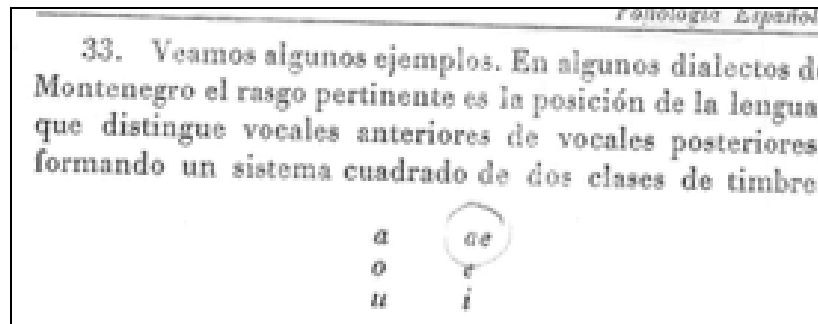 Fonología Español
33. Veamos algunos ejemplos. En algunos dialectos de
Montenegro el rasgo pertinente es la posición de la lengua
que distingue vocales anteriores de vocales posteriores
formando un sistema cuadrado de dos clases de timbre
a ae
o e
u i